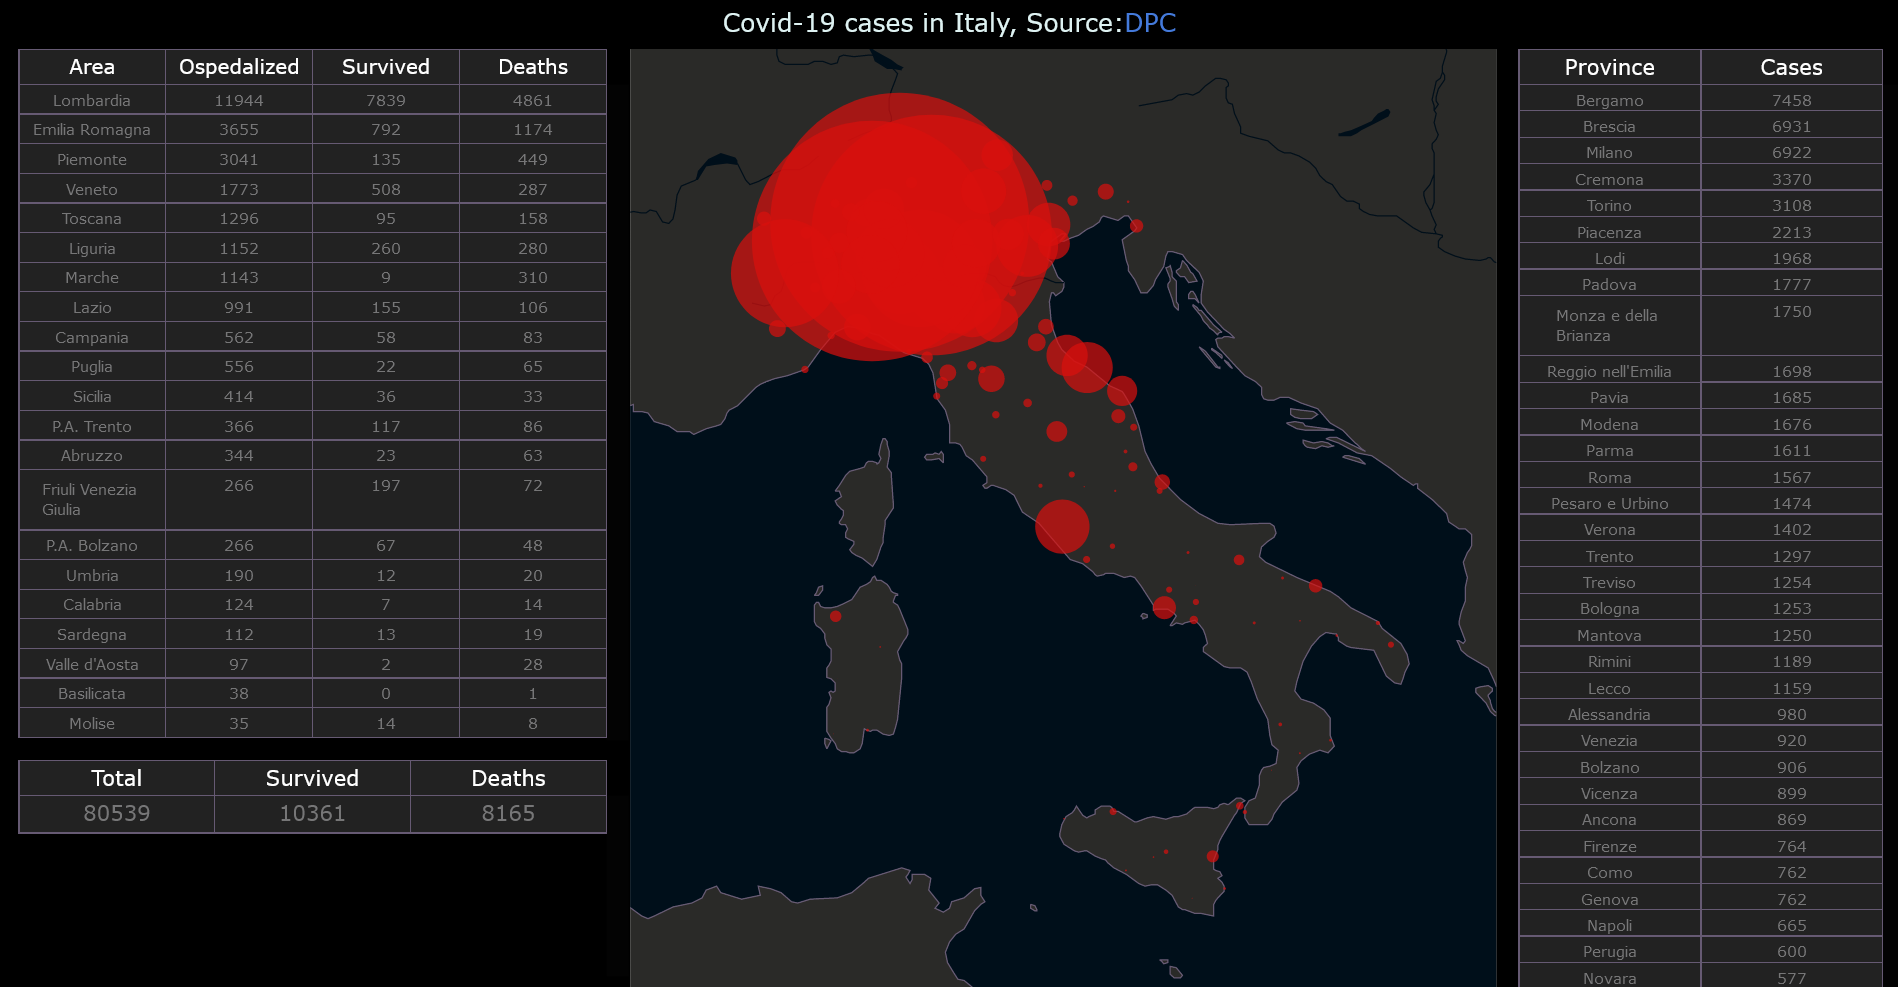 Covid-19 cases in Italy, Source:DPC
Area Ospedalized Survived Deaths
Lombardia 11944 7839 4861
Emilia Romagna 3655 792 1174
Piemonte 3041 135 449
Veneto 1773 508 287
Toscana 1296 95 158
Liguria 1152 260 280
Marche 1143 9 310
Lazio 991 155 106
Campania 562 58 83
Puglia 556 22 65
Sicilia 414 36 33
P.A. Trento 366 117 86
Abruzzo 344 23 63
Friuli Venezia
Giulia 266 197 72
P.A. Bolzano 266 67 48
Umbria 190 12 20
Calabria 124 7 14
Sardegna 112 13 19
Valle d'Aosta 97 2 28
Basilicata 38 0 1
Molise 35 14 8
Total Survived Deaths
80539 10361 8165
Province Cases
Bergamo 7458
Brescia 6931
Milano 6922
Cremona 3370
Torino 3108
Piacenza 2213
Lodi 1968
Padova 1777
Monza e della
Brianza 1750
Reggio nell'Emilia 1698
Pavia 1685
Modena 1676
Parma 1611
Roma 1567
Pesaro e Urbino 1474
Verona 1402
Trento 1297
Treviso 1254
Bologna 1253
Mantova 1250
Rimini 1189
Lecco 1159
Alessandria 980
Venezia 920
Bolzano 906
Vicenza 899
Ancona 869
Firenze 764
Como 762
Genova 762
Napoli 665
Perugia 600
Novara 577